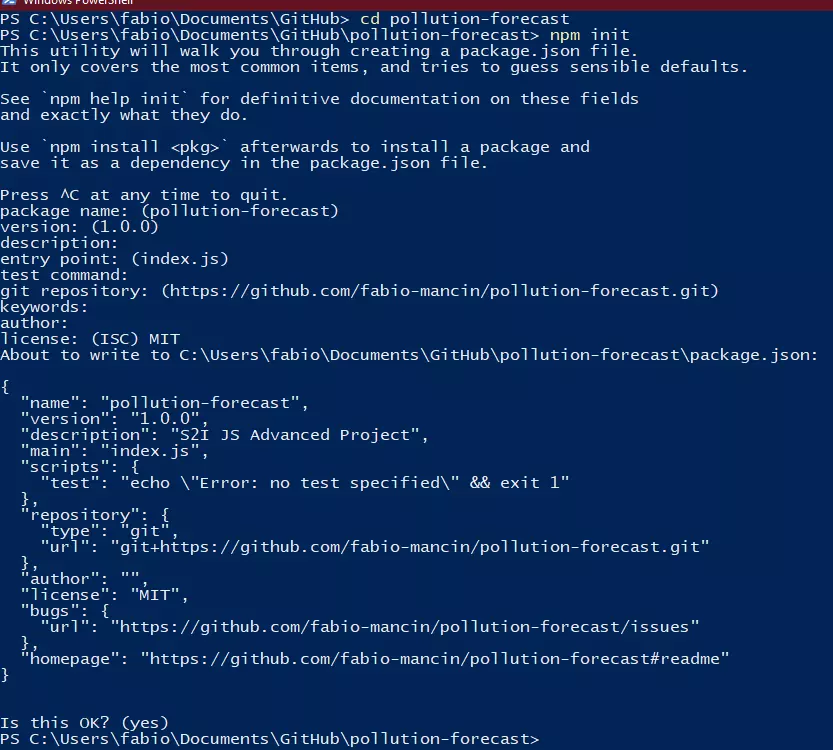 Windows PowerShell
PS C:\Users\fabio\Documents\GitHub> cd pollution-forecast
PS C:\Users\fabio\Documents\GitHub\pollution-forecast> npm init
This utility will walk you through creating a package.json file.
It only covers the most common items, and tries to guess sensible defaults.

See `npm help init` for definitive documentation on these fields
and exactly what they do.

Use `npm install <pkg>` afterwards to install a package and
save it as a dependency in the package.json file.

Press ^C at any time to quit.
package name: (pollution-forecast)
version: (1.0.0)
description:
entry point: (index.js)
test command:
git repository: (https://github.com/fabio-mancin/pollution-forecast.git)
keywords:
author:
license: (ISC) MIT
About to write to C:\Users\fabio\Documents\GitHub\pollution-forecast\package.json:

{
  "name": "pollution-forecast",
  "version": "1.0.0",
  "description": "S2I JS Advanced Project",
  "main": "index.js",
  "scripts": {
    "test": "echo \"Error: no test specified\" && exit 1"
  },
  "repository": {
    "type": "git",
    "url": "git+https://github.com/fabio-mancin/pollution-forecast.git"
  },
  "author": "",
  "license": "MIT",
  "bugs": {
    "url": "https://github.com/fabio-mancin/pollution-forecast/issues"
  },
  "homepage": "https://github.com/fabio-mancin/pollution-forecast#readme"
}

Is this OK? (yes)
PS C:\Users\fabio\Documents\GitHub\pollution-forecast>